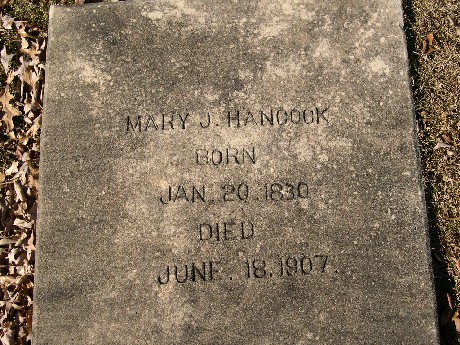 MARY J. HANCOCK
BORN
JAN. 20. 1830
DIED
JUNE. 18. 1907.